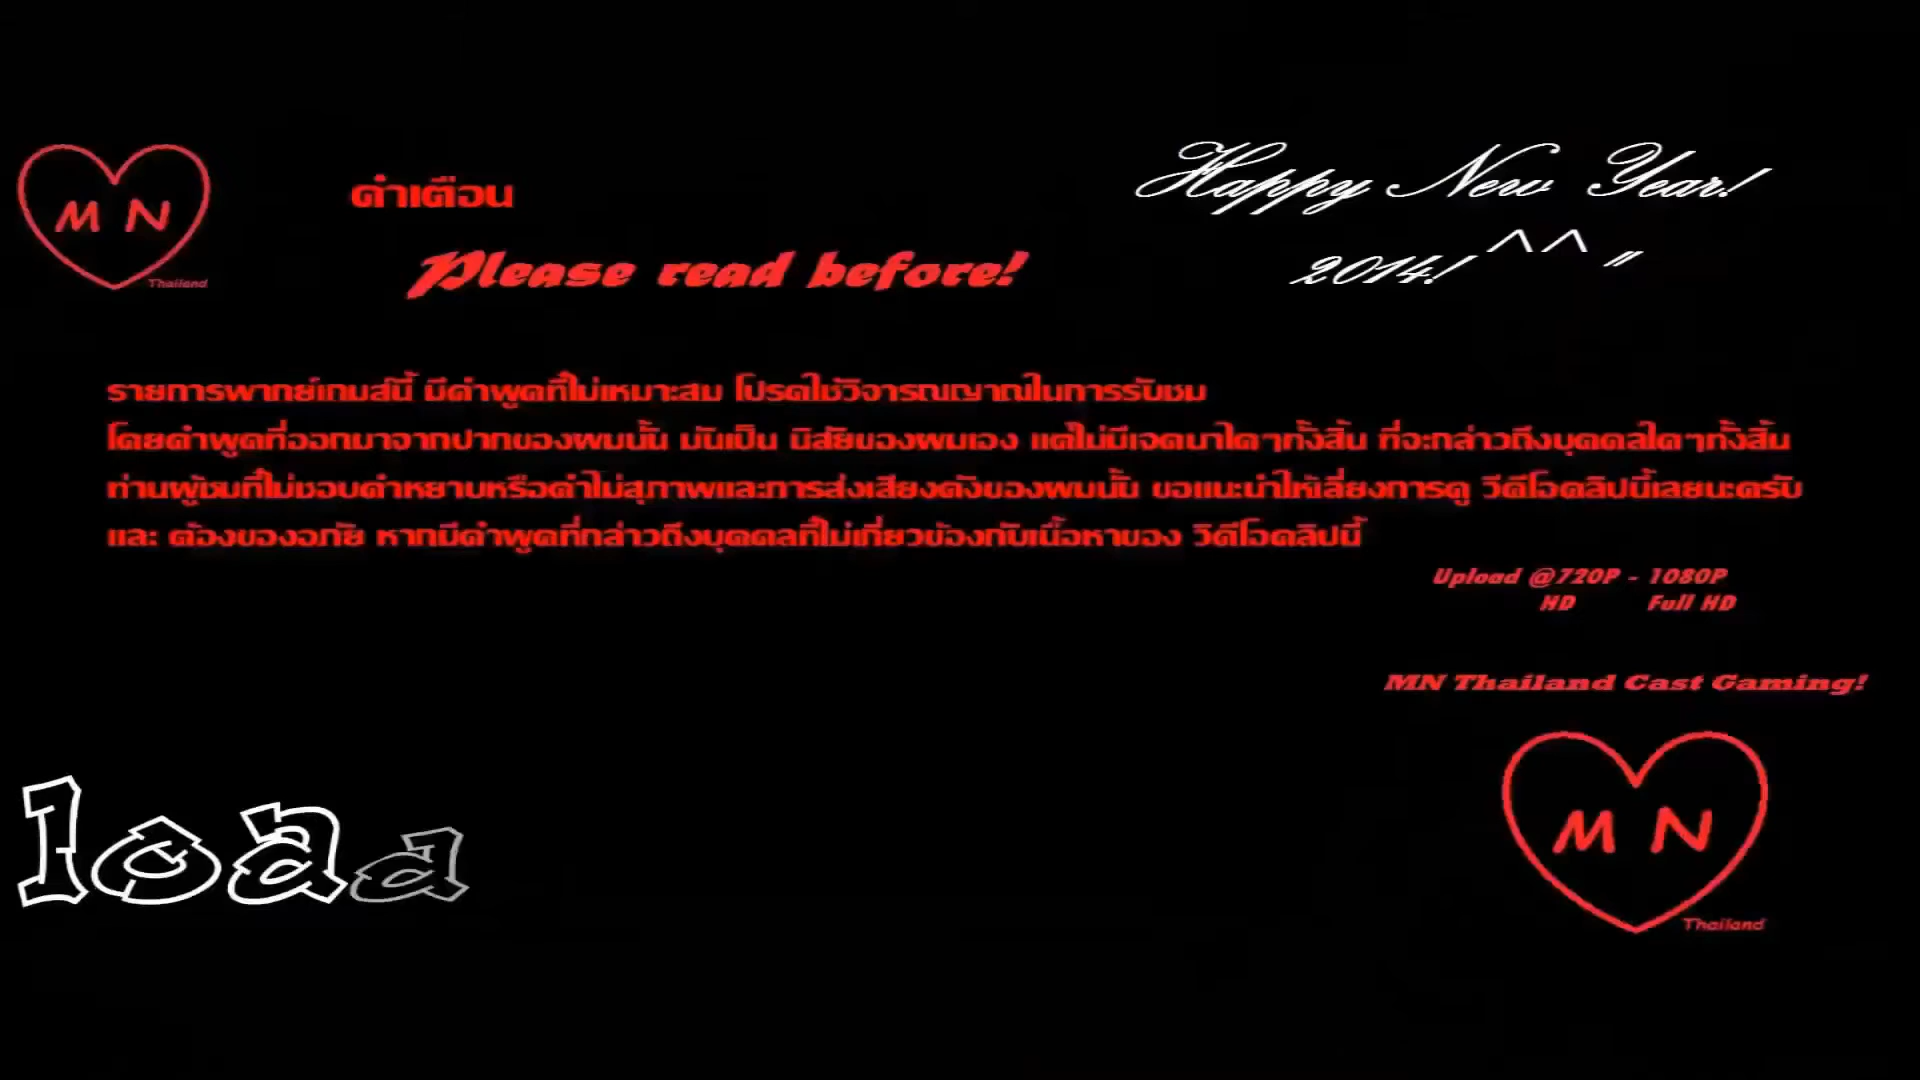 M N
Thailand
คำเตือน
Please read before!
Happy New Year!
2014! ^^ "
รายการพากย์เกมส์นี้ มีคำพูดที่ไม่เหมาะสม โปรดใช้วิจารณญาณในการรับชม
โดยคำพูดที่ออกมาจากปากของผมนั้น มันเป็น นิสัยของผมเอง แต่ไม่มีเจตนาใดๆทั้งสิ้น ที่จะกล่าวถึงบุคคลใดๆทั้งสิ้น
ท่านผู้ชมที่ไม่ชอบคำหยาบหรือคำไม่สุภาพและการส่งเสียงดังของผมนั้น ขอแนะนำให้เลี่ยงการดู วีดีโอคลิปนี้เลยนะครับ
และ ต้องขออภัย หากมีคำพูดที่กล่าวถึงบุคคลที่ไม่เกี่ยวข้องกับเนื้อหาของ วิดีโอคลิปนี้
Upload @720P - 1080P
HD Full HD
MN Thailand Cast Gaming!
load
M N
Thailand